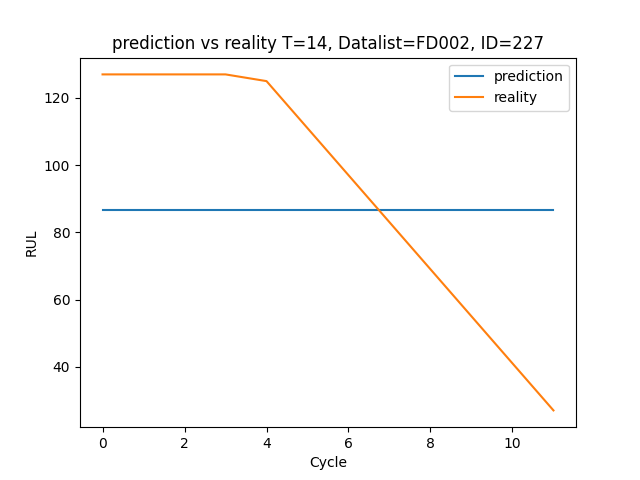 prediction vs reality T=14, Datalist=FD002, ID=227
prediction
reality
120
100
80
60
40
RUL
0 2 4 6 8 10
Cycle